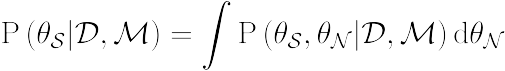 P (θ_𝒮|𝒟, ℳ) = ∫ P (θ_𝒮, θ_𝒩|𝒟, ℳ) dθ_𝒩